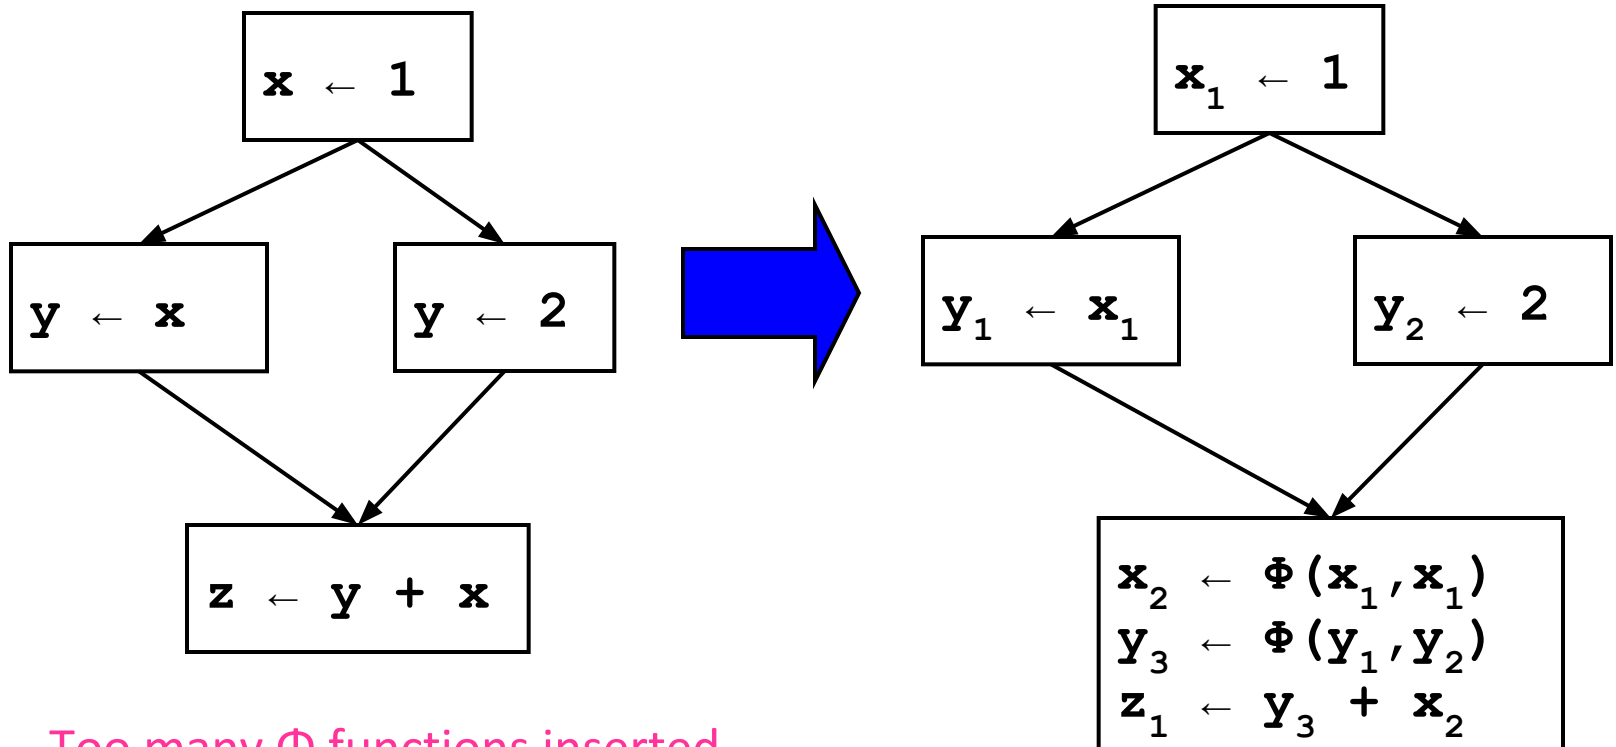 x ← 1
y ← x
y ← 2
z ← y + x
x₁ ← 1
y₁ ← x₁
y₂ ← 2
x₂ ← Φ(x₁,x₁)
y₃ ← Φ(y₁,y₂)
z₁ ← y₃ + x₂
Too many Φ functions inserted